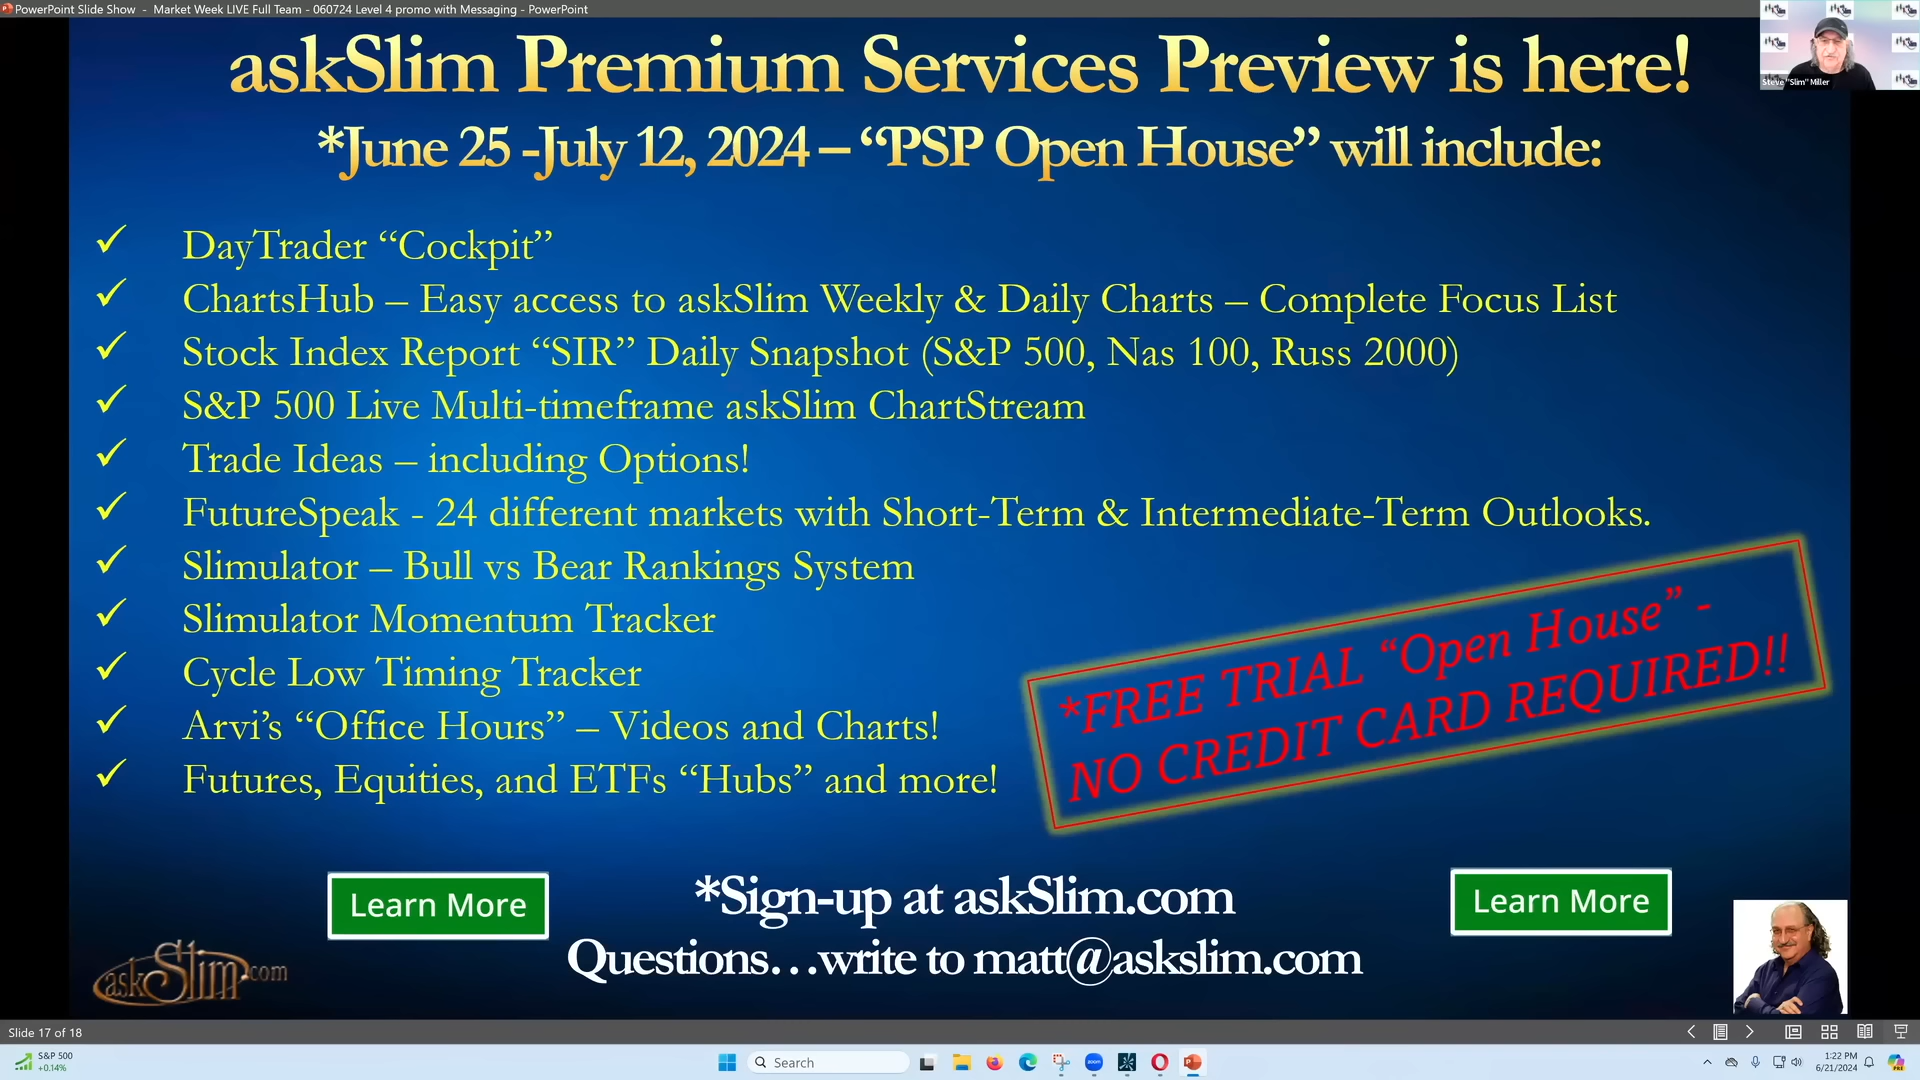 PowerPoint Slide Show - Market Week LIVE Full Team - 060724 Level 4 promo with Messaging - PowerPoint
askSlim Premium Services Preview is here!
Steve "Slim" Miller
*June 25 -July 12, 2024 – “PSP Open House” will include:
✓ DayTrader “Cockpit”
✓ ChartsHub – Easy access to askSlim Weekly & Daily Charts – Complete Focus List
✓ Stock Index Report “SIR” Daily Snapshot (S&P 500, Nas 100, Russ 2000)
✓ S&P 500 Live Multi-timeframe askSlim ChartStream
✓ Trade Ideas – including Options!
✓ FutureSpeak - 24 different markets with Short-Term & Intermediate-Term Outlooks.
✓ Slimulator – Bull vs Bear Rankings System
✓ Slimulator Momentum Tracker
✓ Cycle Low Timing Tracker
✓ Arvi’s “Office Hours” – Videos and Charts!
✓ Futures, Equities, and ETFs “Hubs” and more!
*FREE TRIAL “Open House” -
NO CREDIT CARD REQUIRED!!
Learn More
*Sign-up at askSlim.com
Learn More
Questions…write to matt@askslim.com
askSlim.com
Slide 17 of 18
S&P 500
+0.14%
Search
zoom
1:22 PM
6/21/2024
PRE